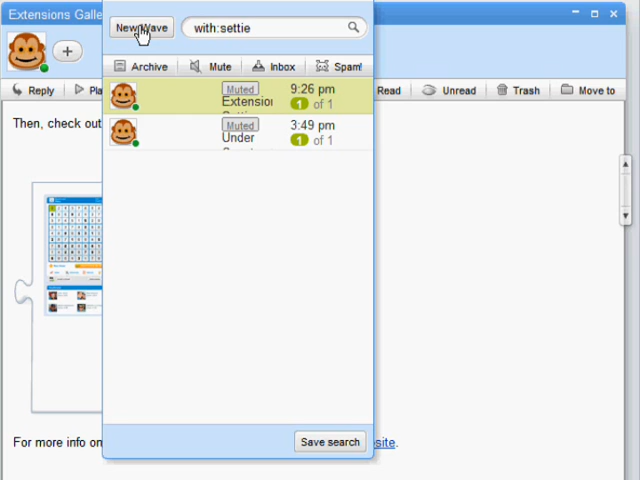 Extensions Galle
New Wave
with:settie
Archive
Mute
Inbox
Spam!
Reply
Read
Unread
Trash
Move to
Muted
9:26 pm
1 of 1
Muted
3:49 pm
Under
1 of 1
Then, check out
For more info on
site.
Save search